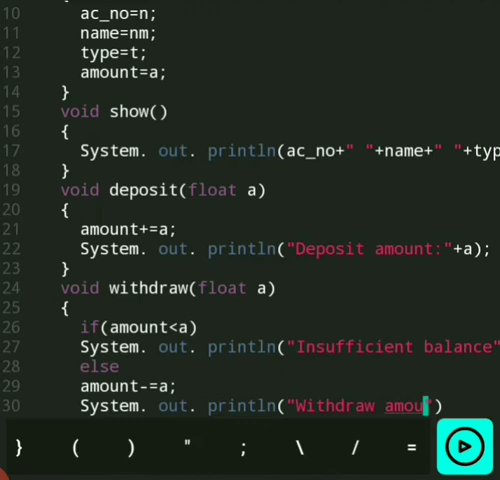 10 ac_no=n;
11 name=nm;
12 type=t;
13 amount=a;
14 }
15 void show()
16 {
17 System. out. println(ac_no+" "+name+" "+typ
18 }
19 void deposit(float a)
20 {
21 amount+=a;
22 System. out. println("Deposit amount:"+a);
23 }
24 void withdraw(float a)
25 {
26 if(amount<a)
27 System. out. println("Insufficient balance"
28 else
29 amount-=a;
30 System. out. println("Withdraw amou")
} ( ) " ; \ / =